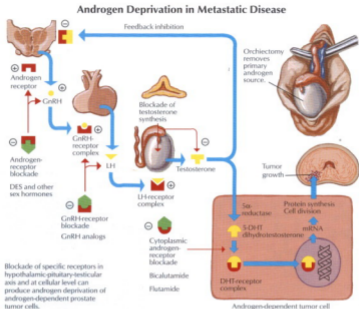 Androgen Deprivation in Metastatic Disease
Feedback inhibition
Androgen
receptor
GnRH
GnRH-
receptor
complex
LH
Androgen-
receptor
blockade
DES and other
sex hormones
GnRH-receptor
blockade
GnRH analogs
Blockade of
testosterone
synthesis
Testosterone
LH-receptor
complex
Cytoplasmic
androgen-
receptor
blockade
Bicalutamide
Flutamide
Orchiectomy
removes
primary
androgen
source.
Tumor
growth
5α-
reductase
5-DHT
dihydrotestosterone
DHT-receptor
complex
Protein synthesis
Cell division
mRNA
Androgen-dependent tumor cell
Blockade of specific receptors in
hypothalamic-pituitary-testicular
axis and at cellular level can
produce androgen deprivation of
androgen-dependent prostate
tumor cells.